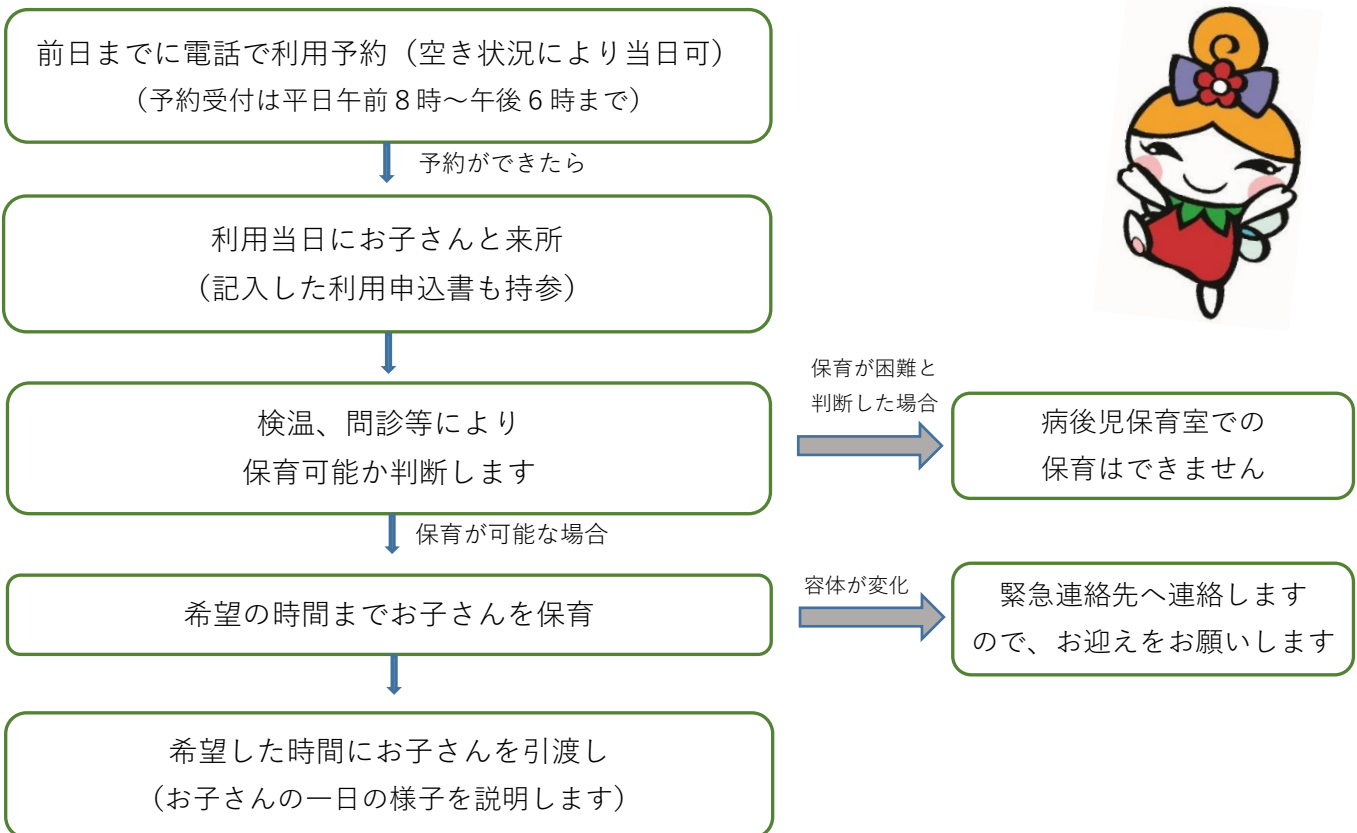 前日までに電話で利用予約（空き状況により当日可）
（予約受付は平日午前８時～午後６時まで）
予約ができたら
利用当日にお子さんと来所
（記入した利用申込書も持参）
検温、問診等により
保育可能か判断します
保育が困難と
判断した場合
病後児保育室での
保育はできません
保育が可能な場合
希望の時間までお子さんを保育
容体が変化
緊急連絡先へ連絡します
ので、お迎えをお願いします
希望した時間にお子さんを引渡し
（お子さんの一日の様子を説明します）